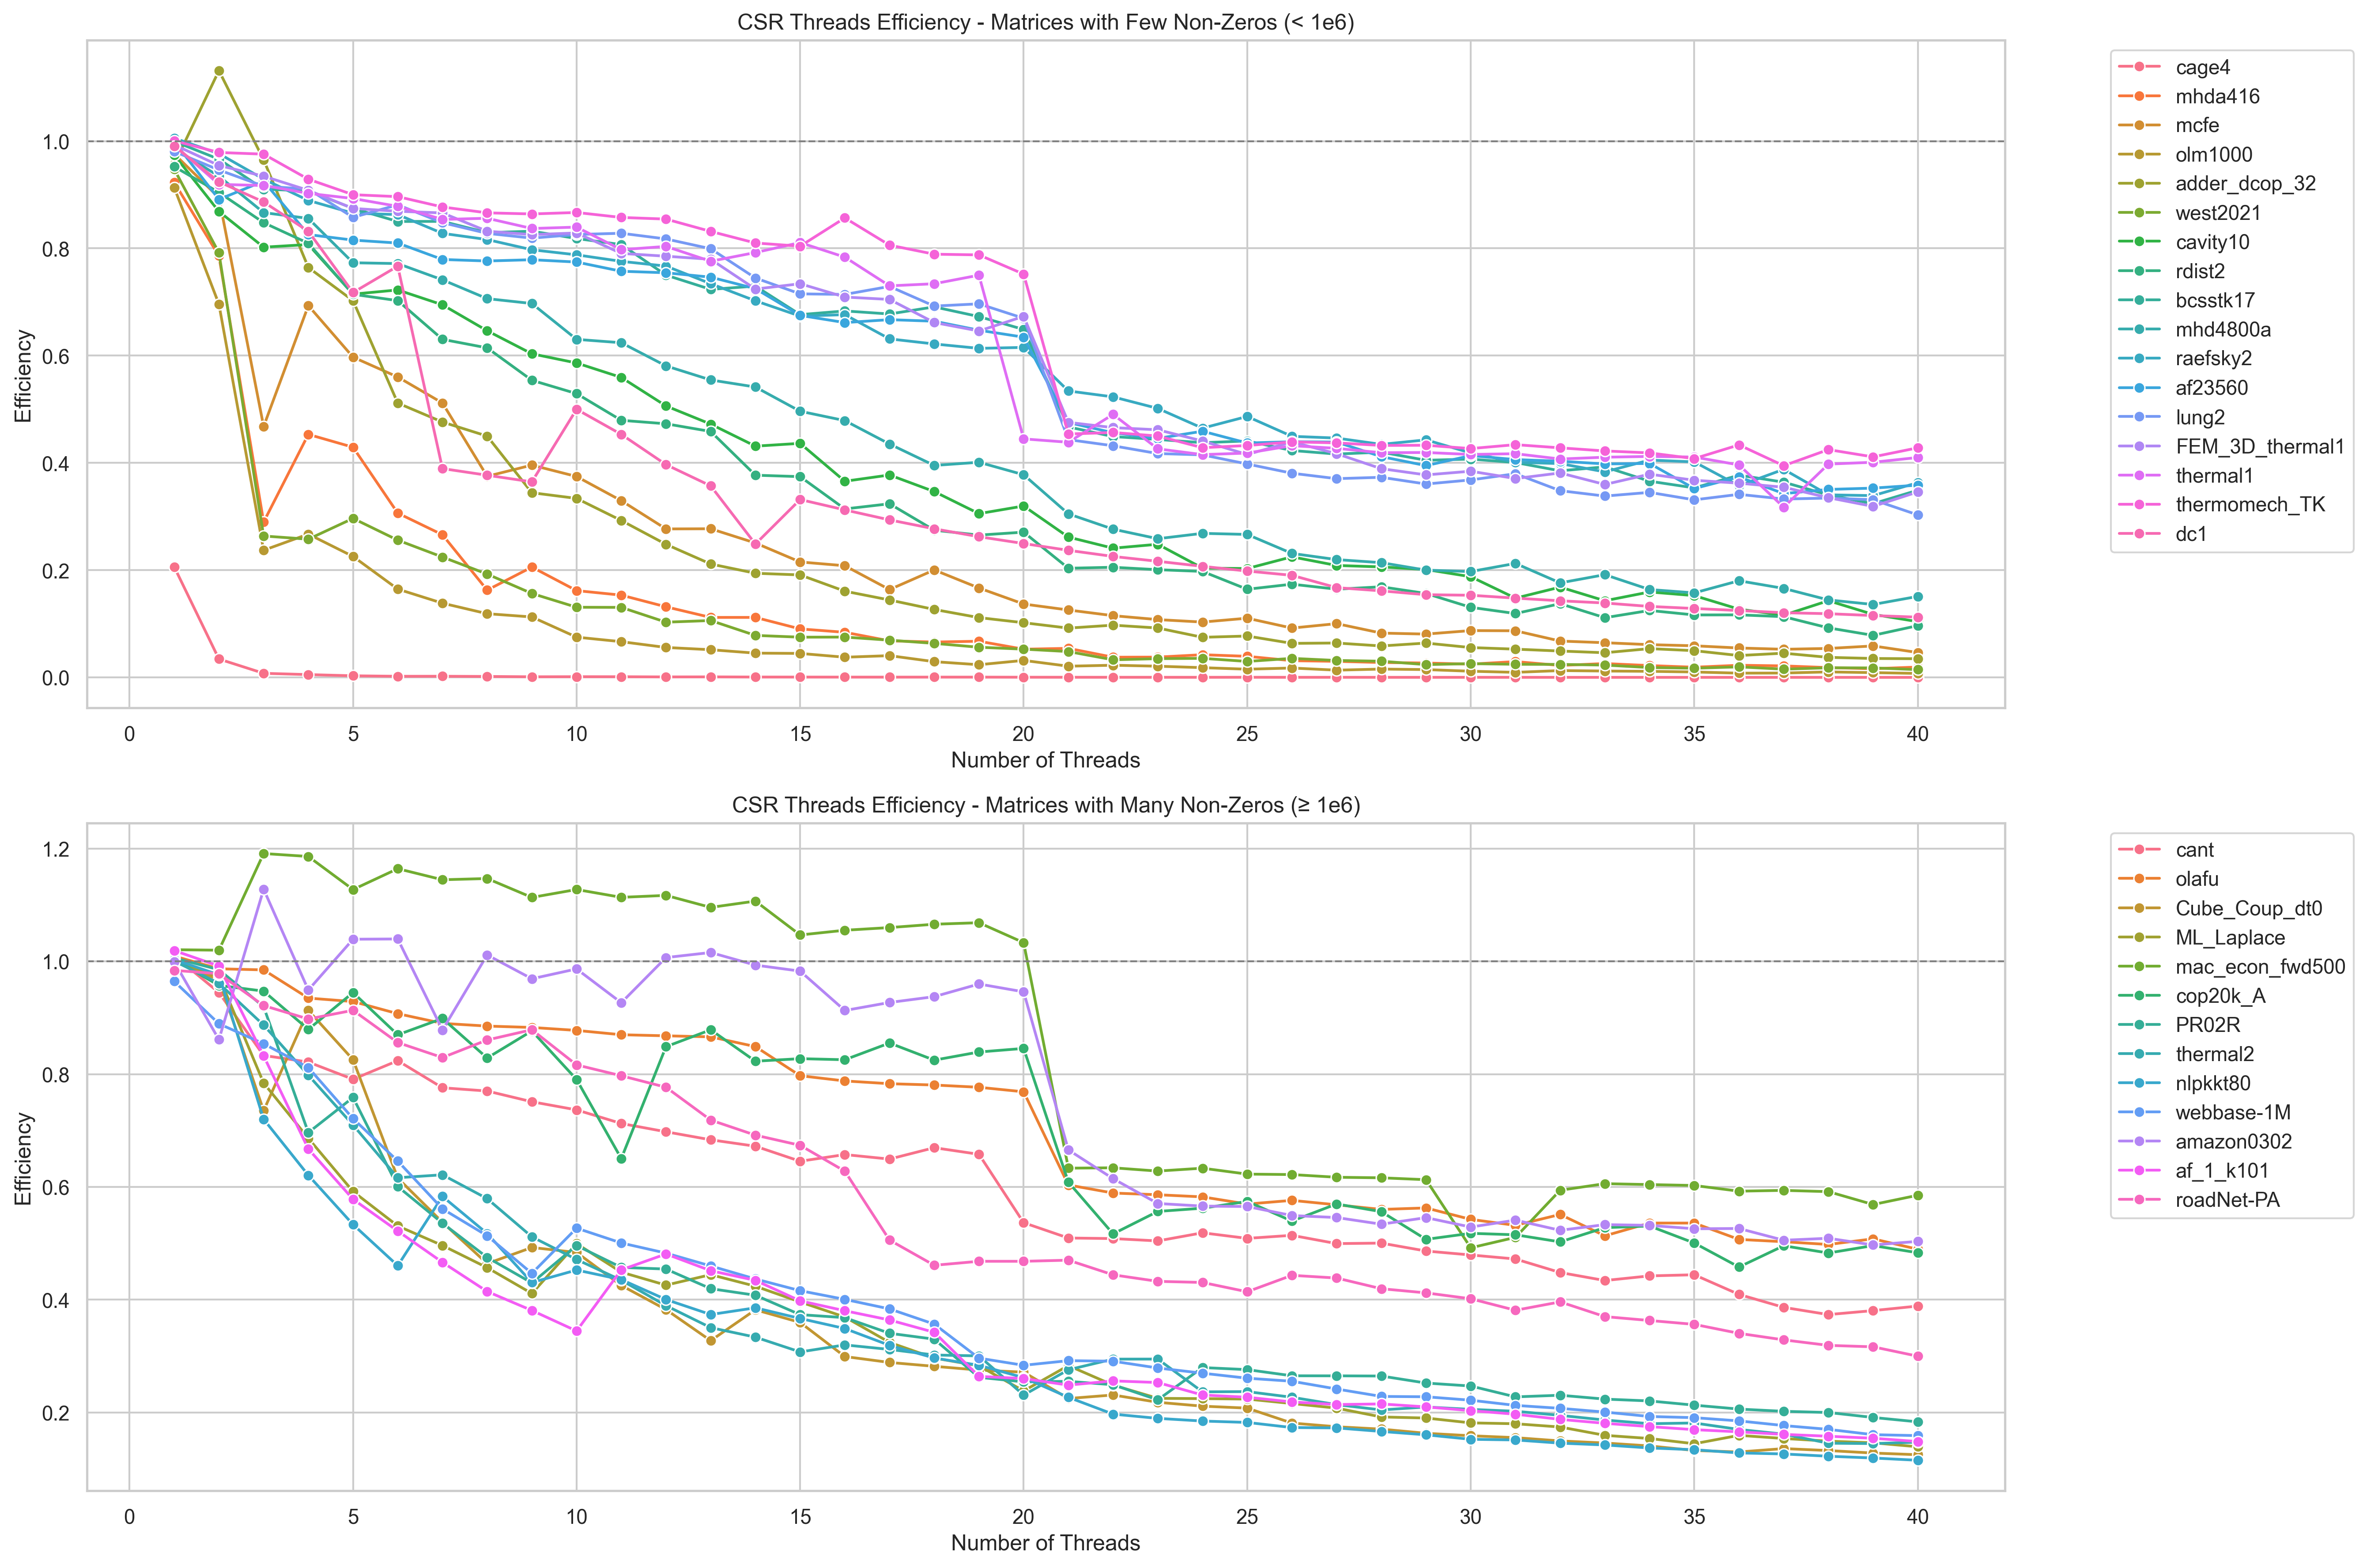 CSR Threads Efficiency - Matrices with Few Non-Zeros (< 1e6)
1.0
0.8
0.6
0.4
0.2
0.0
Efficiency
0 5 10 15 20 25 30 35 40
Number of Threads
cage4
mhda416
mcfe
olm1000
adder_dcop_32
west2021
cavity10
rdist2
bcsstk17
mhd4800a
raefsky2
af23560
lung2
FEM_3D_thermal1
thermal1
thermomech_TK
dc1
CSR Threads Efficiency - Matrices with Many Non-Zeros (≥ 1e6)
1.2
1.0
0.8
0.6
0.4
0.2
Efficiency
0 5 10 15 20 25 30 35 40
Number of Threads
cant
olafu
Cube_Coup_dt0
ML_Laplace
mac_econ_fwd500
cop20k_A
PR02R
thermal2
nlpkkt80
webbase-1M
amazon0302
af_1_k101
roadNet-PA